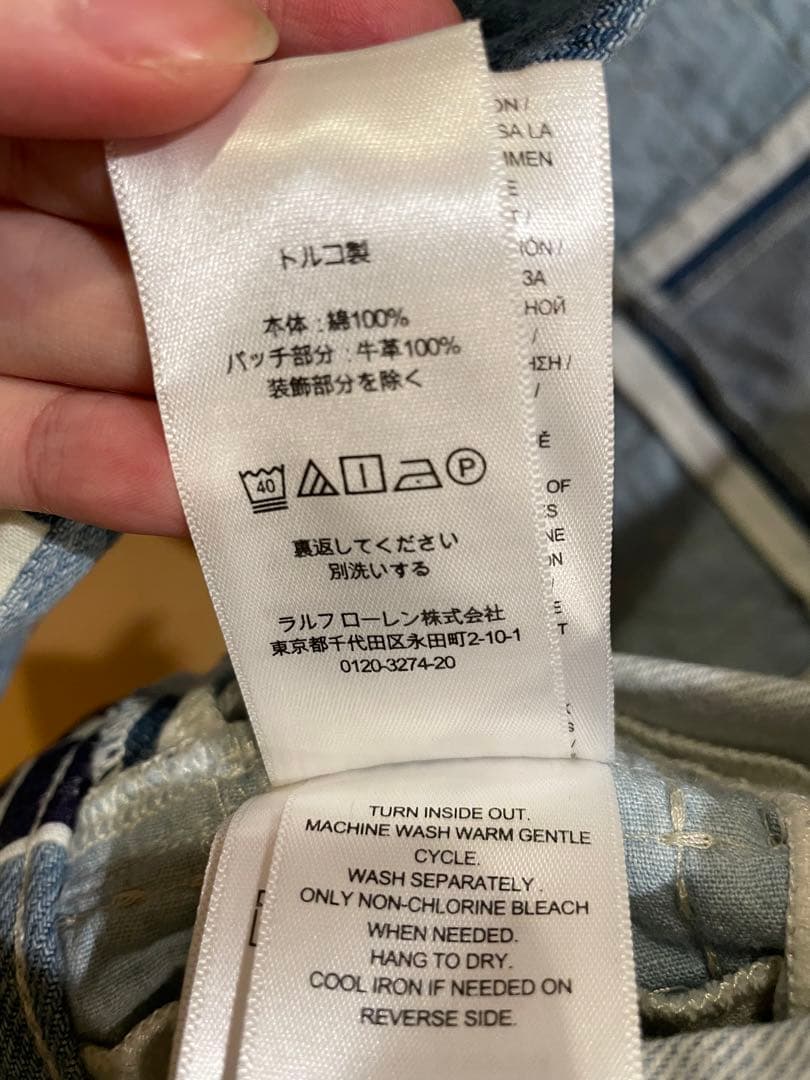 トルコ製
本体 : 綿100%
パッチ部分 : 牛革100%
装飾部分を除く
40
P
裏返してください
別洗いする
ラルフ ローレン株式会社
東京都千代田区永田町2-10-1
0120-3274-20
SA LA
ЗА
OF
TURN INSIDE OUT.
MACHINE WASH WARM GENTLE
CYCLE.
WASH SEPARATELY .
ONLY NON-CHLORINE BLEACH
WHEN NEEDED.
HANG TO DRY.
COOL IRON IF NEEDED ON
REVERSE SIDE.